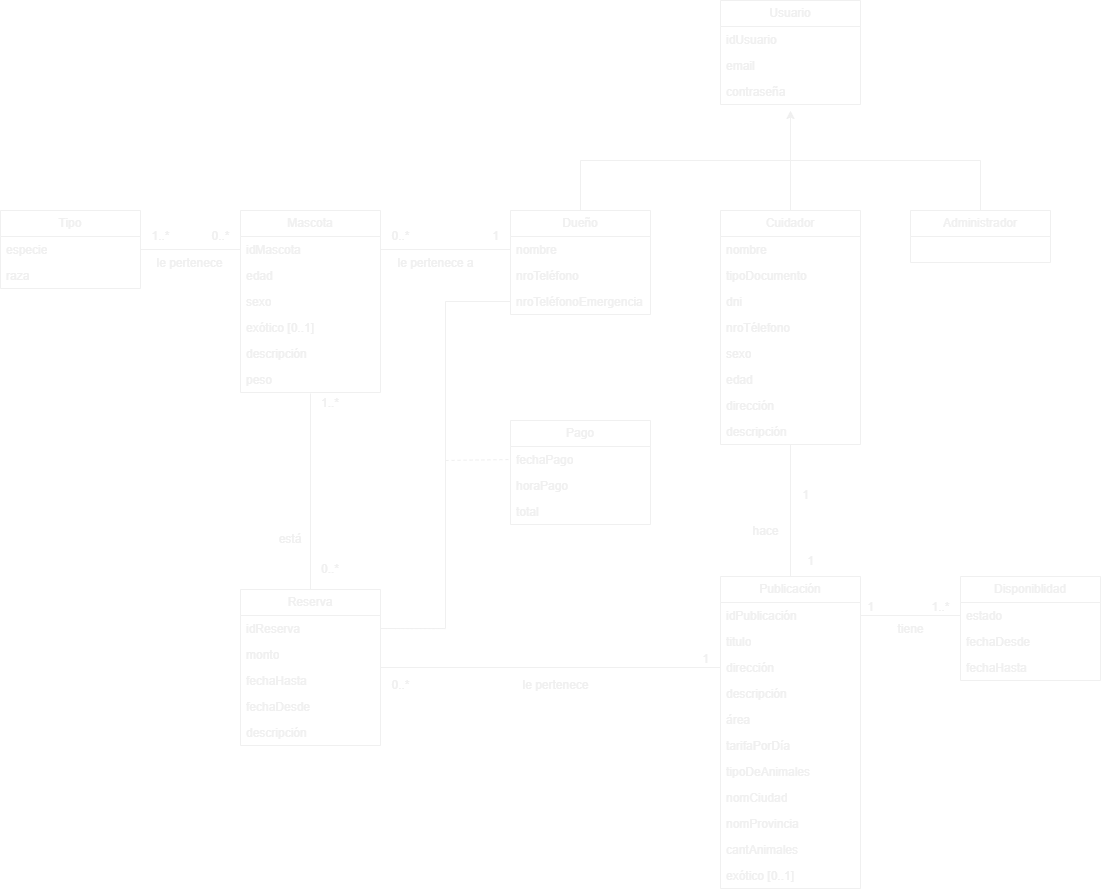 Usuario
idUsuario
email
contraseña
Tipo
especie
raza
1..*
0..*
le pertenece
Mascota
idMascota
edad
sexo
exótico [0..1]
descripción
peso
0..*
1
le pertenece a
Dueño
nombre
nroTeléfono
nroTeléfonoEmergencia
Cuidador
nombre
tipoDocumento
dni
nroTélefono
sexo
edad
dirección
descripción
Administrador
1..*
está
0..*
Pago
fechaPago
horaPago
total
1
hace
1
Reserva
idReserva
monto
fechaHasta
fechaDesde
descripción
0..*
le pertenece
1
Publicación
idPublicación
título
dirección
descripción
área
tarifaPorDía
tipoDeAnimales
nomCiudad
nomProvincia
cantAnimales
exótico [0..1]
1
1..*
tiene
Disponibilidad
estado
fechaDesde
fechaHasta